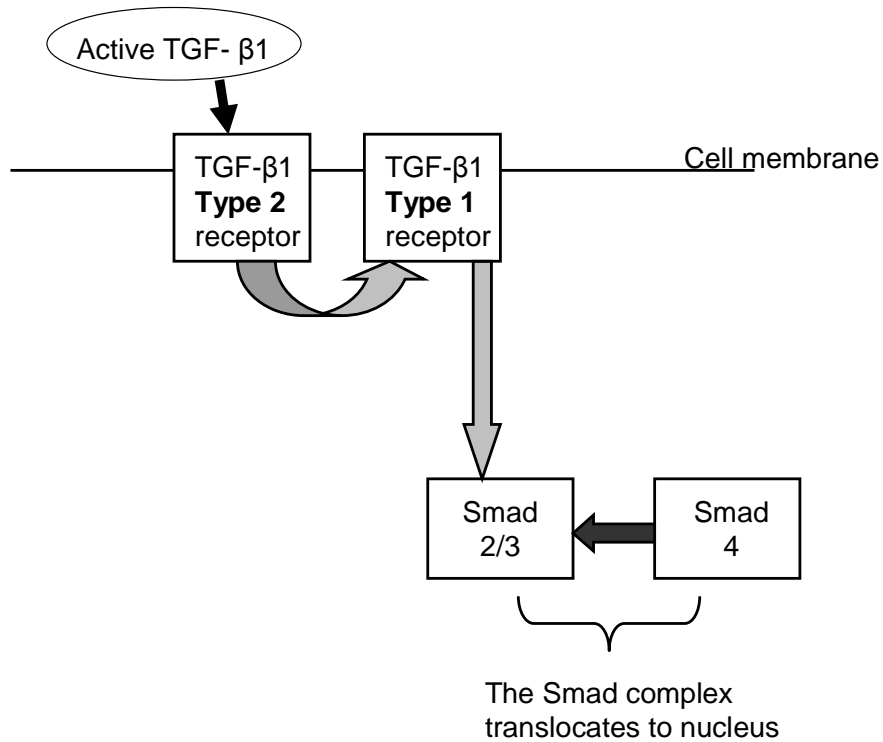 Active TGF- β1
Cell membrane
TGF-β1
Type 2
receptor
TGF-β1
Type 1
receptor
Smad
2/3
Smad
4
The Smad complex
translocates to nucleus